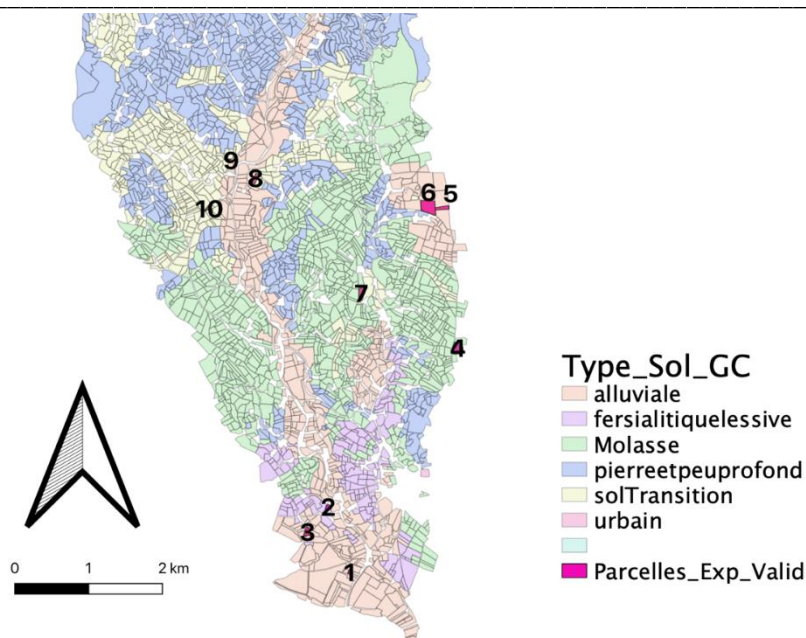 9
8
6 5
10
7
4
2
3
1
Type_Sol_GC
alluviale
fersialitiquelessive
Molasse
pierreetpeuprofond
solTransition
urbain
Parcelles_Exp_Valid
0 1 2 km